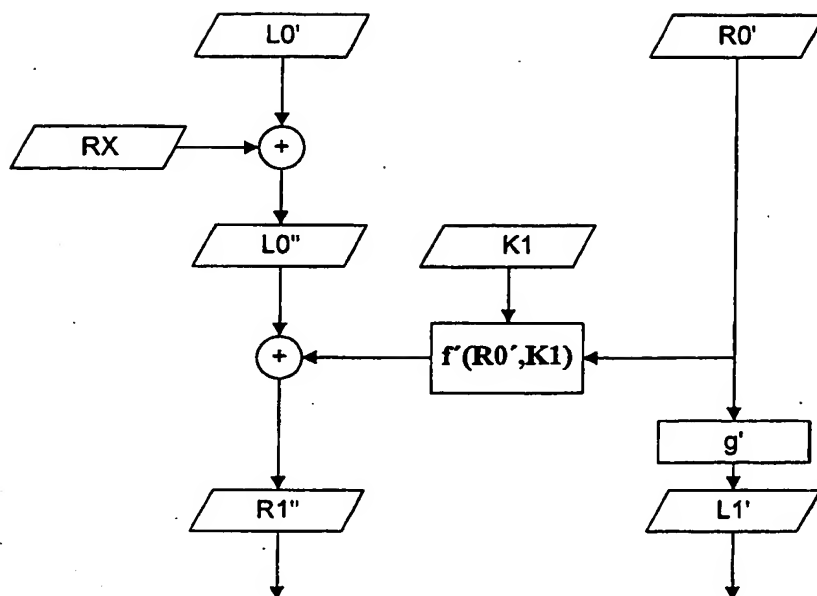 L0'
R0'
RX
+
L0"
K1
+
f´(R0´,K1)
g'
R1"
L1'